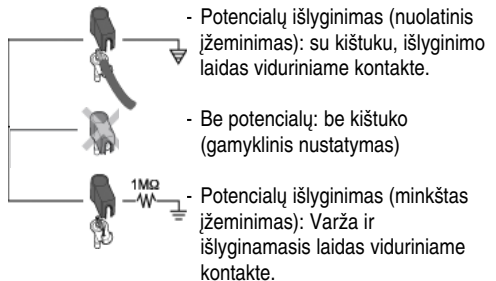 - Potencialų išlyginimas (nuolatinis
įžeminimas): su kištuku, išlyginimo
laidas viduriniame kontakte.
- Be potencialų: be kištuko
(gamyklinis nustatymas)
1MΩ
- Potencialų išlyginimas (minkštas
įžeminimas): Varža ir
išlyginamasis laidas viduriniame
kontakte.